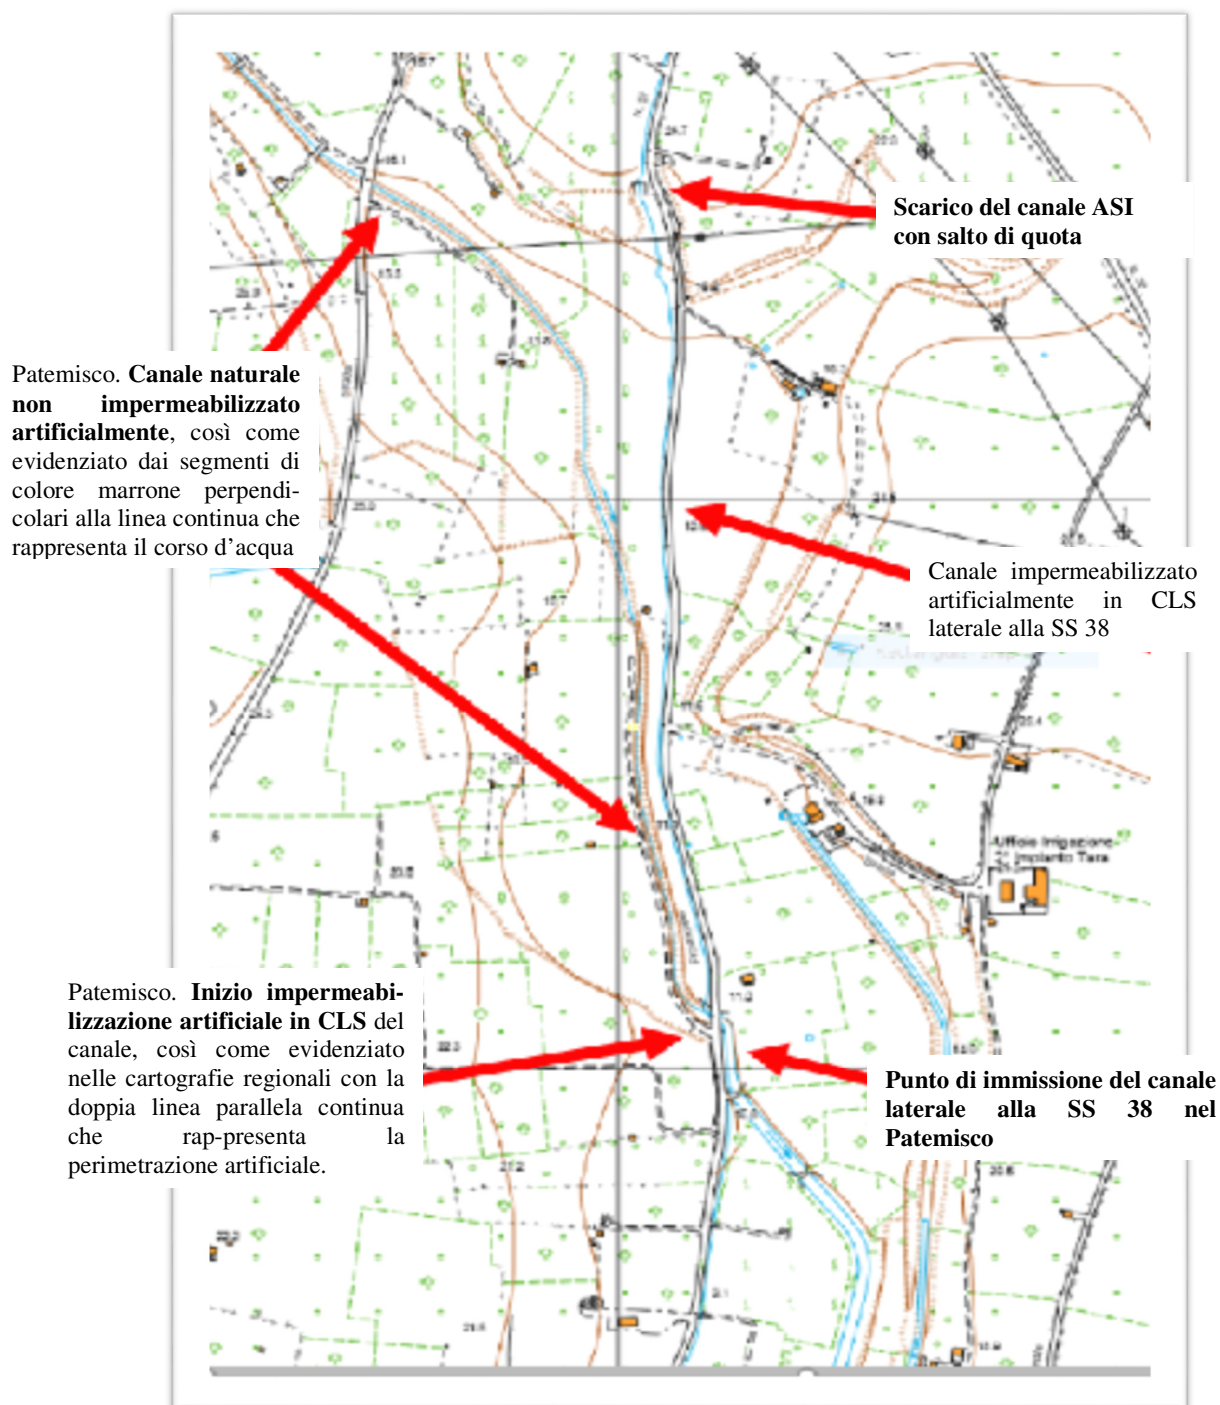 Scarico del canale ASI
con salto di quota
Patemisco. Canale naturale
non impermeabilizzato
artificialmente, così come
evidenziato dai segmenti di
colore marrone perpendi-
colari alla linea continua che
rappresenta il corso d'acqua
Canale impermeabilizzato
artificialmente in CLS
laterale alla SS 38
Ufficio Irrigazione
Impianto Tara
Patemisco. Inizio impermeabi-
lizzazione artificiale in CLS del
canale, così come evidenziato
nelle cartografie regionali con la
doppia linea parallela continua
che rap-presenta la
perimetrazione artificiale.
Punto di immissione del canale
laterale alla SS 38 nel
Patemisco